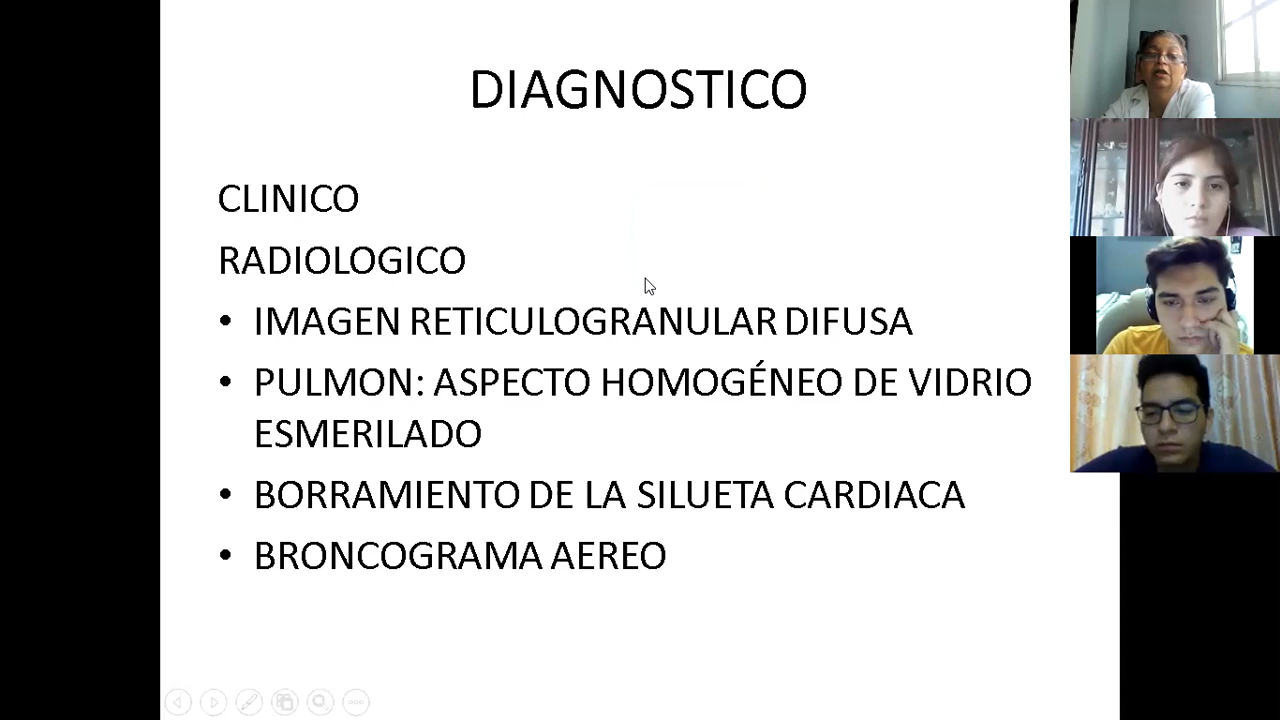 DIAGNOSTICO
CLINICO
RADIOLOGICO
• IMAGEN RETICULOGRANULAR DIFUSA
• PULMON: ASPECTO HOMOGÉNEO DE VIDRIO
ESMERILADO
• BORRAMIENTO DE LA SILUETA CARDIACA
• BRONCOGRAMA AEREO